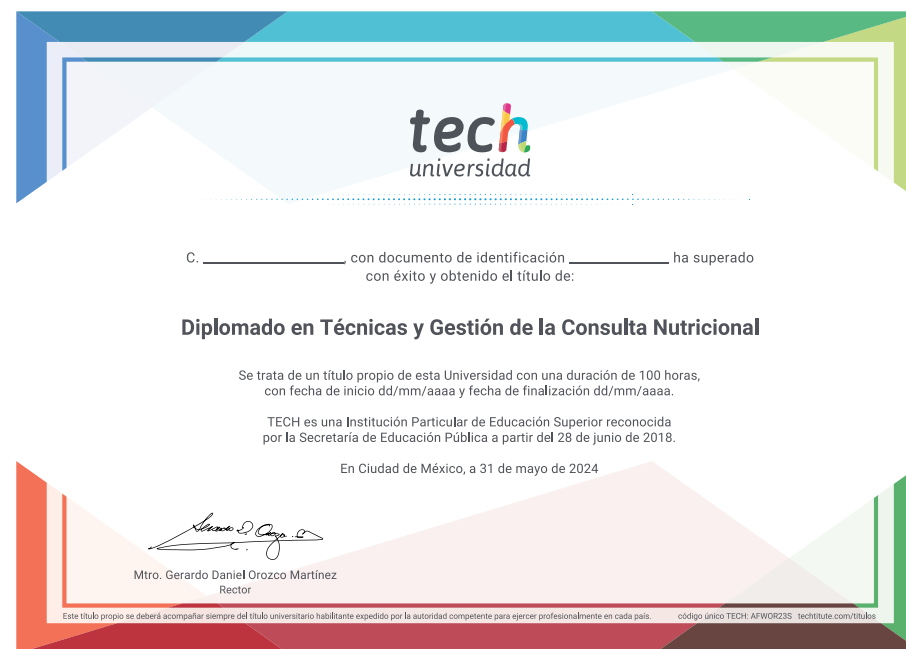 tech
universidad
C. ____________________, con documento de identificación ______________ ha superado
con éxito y obtenido el título de:
Diplomado en Técnicas y Gestión de la Consulta Nutricional
Se trata de un título propio de esta Universidad con una duración de 100 horas,
con fecha de inicio dd/mm/aaaa y fecha de finalización dd/mm/aaaa.
TECH es una Institución Particular de Educación Superior reconocida
por la Secretaría de Educación Pública a partir del 28 de junio de 2018.
En Ciudad de México, a 31 de mayo de 2024
Mtro. Gerardo Daniel Orozco Martínez
Rector
Este título propio se deberá acompañar siempre del título universitario habilitante expedido por la autoridad competente para ejercer profesionalmente en cada país. código único TECH: AFWOR23S techtitute.com/titulos